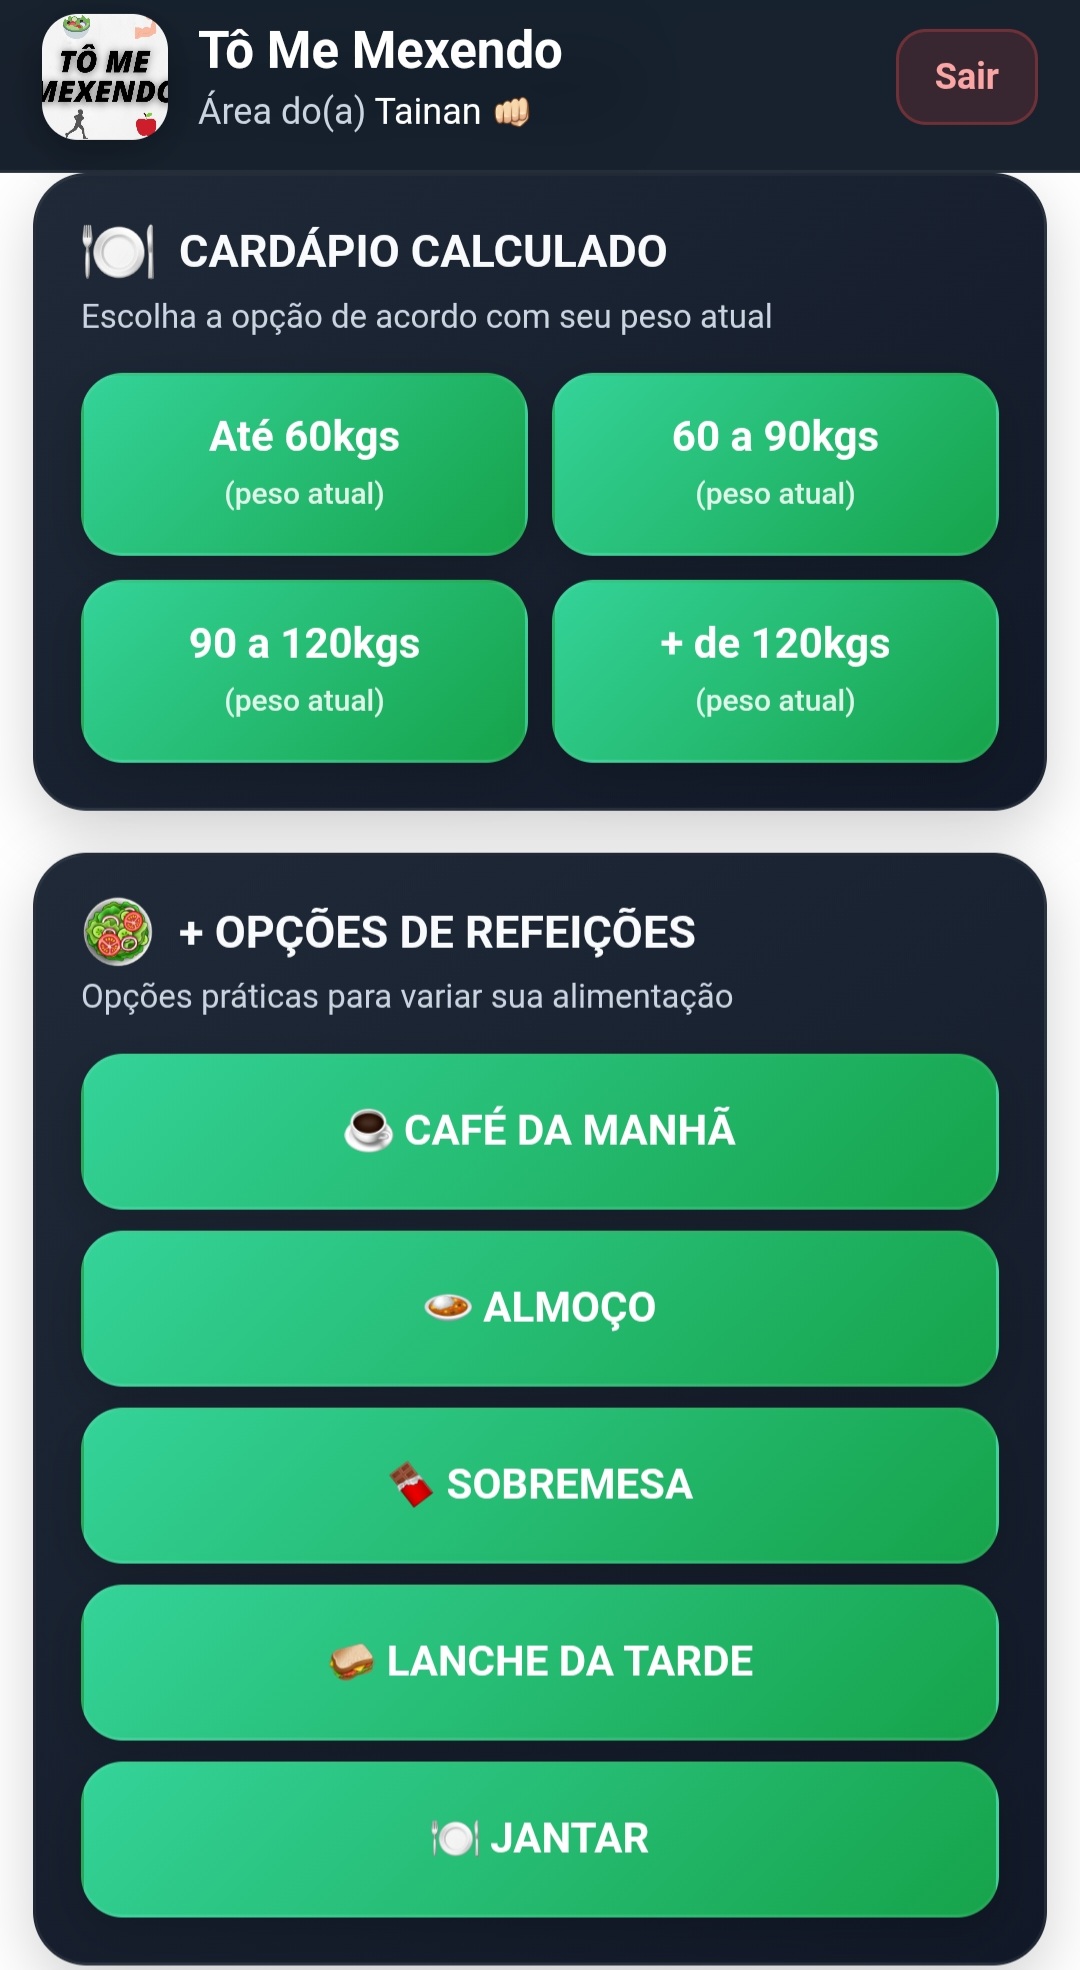 TÔ ME
MEXENDO
Tô Me Mexendo
Área do(a) Tainan
Sair
CARDÁPIO CALCULADO
Escolha a opção de acordo com seu peso atual
Até 60kgs
(peso atual)
60 a 90kgs
(peso atual)
90 a 120kgs
(peso atual)
+ de 120kgs
(peso atual)
+ OPÇÕES DE REFEIÇÕES
Opções práticas para variar sua alimentação
CAFÉ DA MANHÃ
ALMOÇO
SOBREMESA
LANCHE DA TARDE
JANTAR